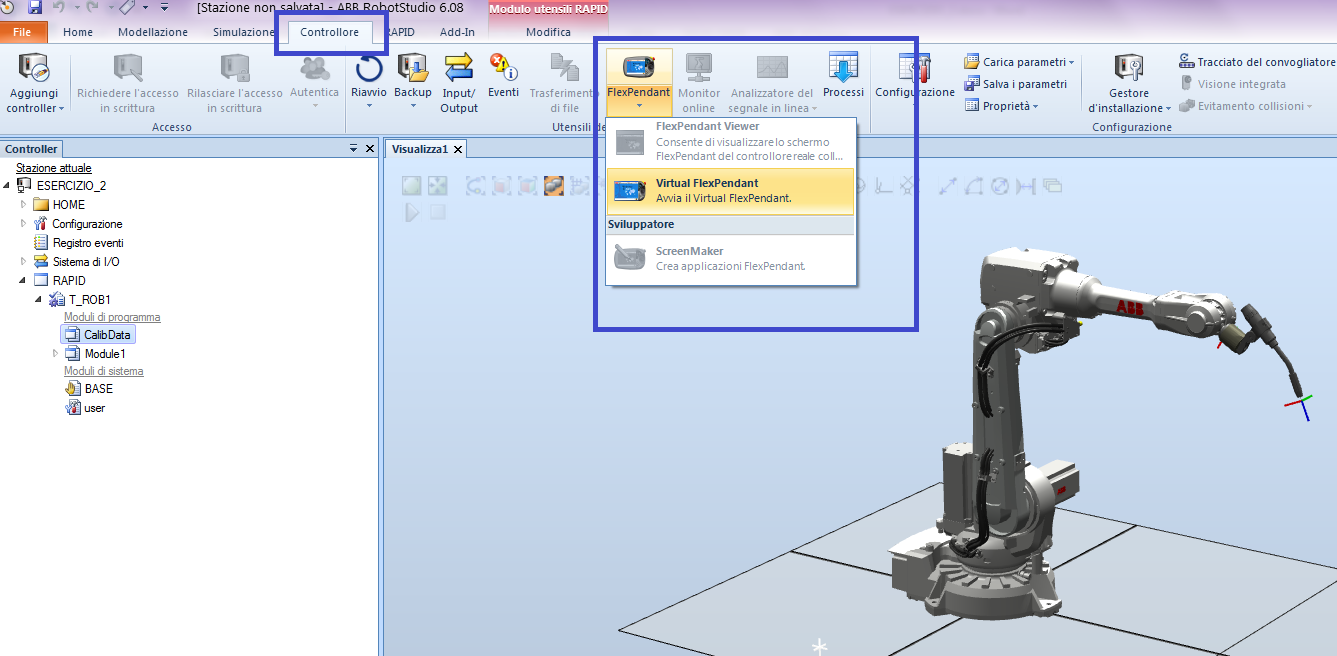 [Stazione non salvata] - ABB RobotStudio 6.08
Modulo utensili RAPID
File Home Modellazione Simulazione Controllore RAPID Add-In Modifica
Aggiungi
controller
Richiedere l'accesso
in scrittura
Rilasciare l'accesso
in scrittura
Autentica
Accesso
Riavvio
Backup
Input/
Output
Eventi
Trasferimento
di file
FlexPendant
Monitor
online
Analizzatore del
segnale in linea
Processi
Utensili de
Configurazione
Carica parametri
Salva i parametri
Proprietà
Gestore
d'installazione
Tracciato del convogliatore
Visione integrata
Evitamento collisioni
Configurazione
FlexPendant Viewer
Consente di visualizzare lo schermo
FlexPendant del controllore reale coll...
Virtual FlexPendant
Avvia il Virtual FlexPendant.
Sviluppatore
ScreenMaker
Crea applicazioni FlexPendant.
Controller
Stazione attuale
ESERCIZIO_2
HOME
Configurazione
Registro eventi
Sistema di I/O
RAPID
T_ROB1
Moduli di programma
CalibData
Module1
Moduli di sistema
BASE
user
Visualizza1
ABB